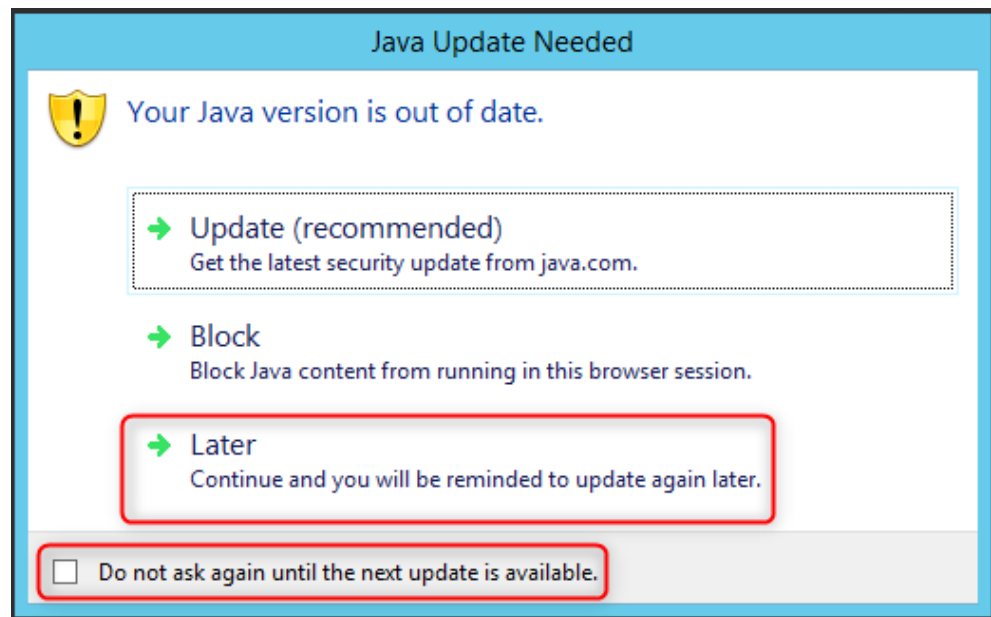 Java Update Needed
Your Java version is out of date.
Update (recommended)
Get the latest security update from java.com.
Block
Block Java content from running in this browser session.
Later
Continue and you will be reminded to update again later.
Do not ask again until the next update is available.